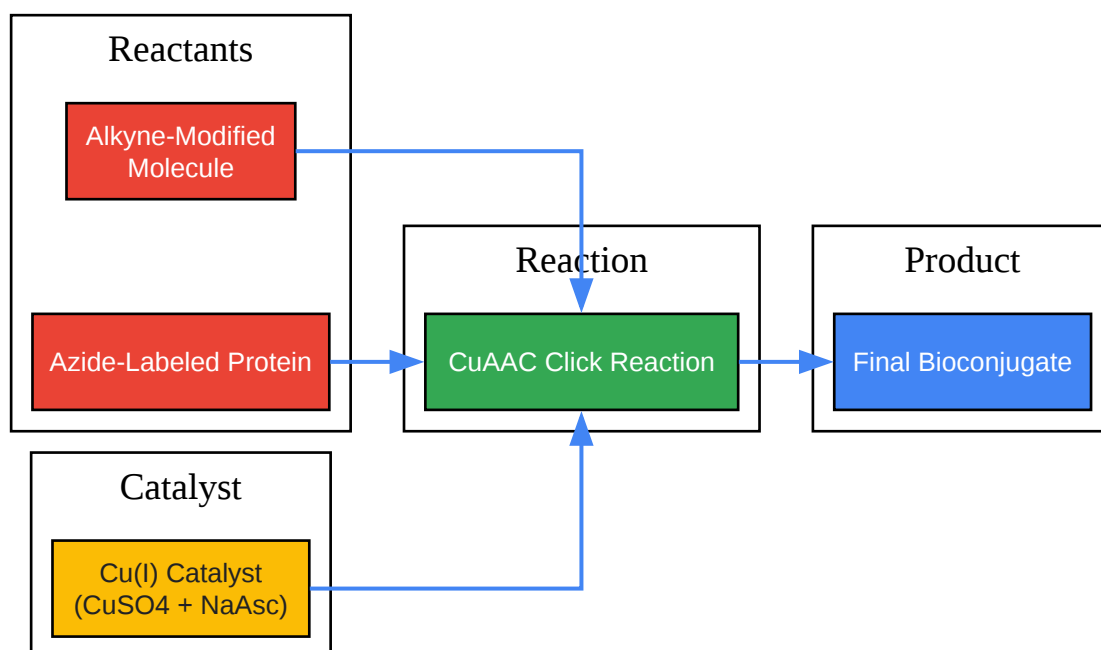 Reactants
Alkyne-Modified
Molecule
Azide-Labeled Protein
Catalyst
Cu(I) Catalyst
(CuSO4 + NaAsc)
Reaction
CuAAC Click Reaction
Product
Final Bioconjugate